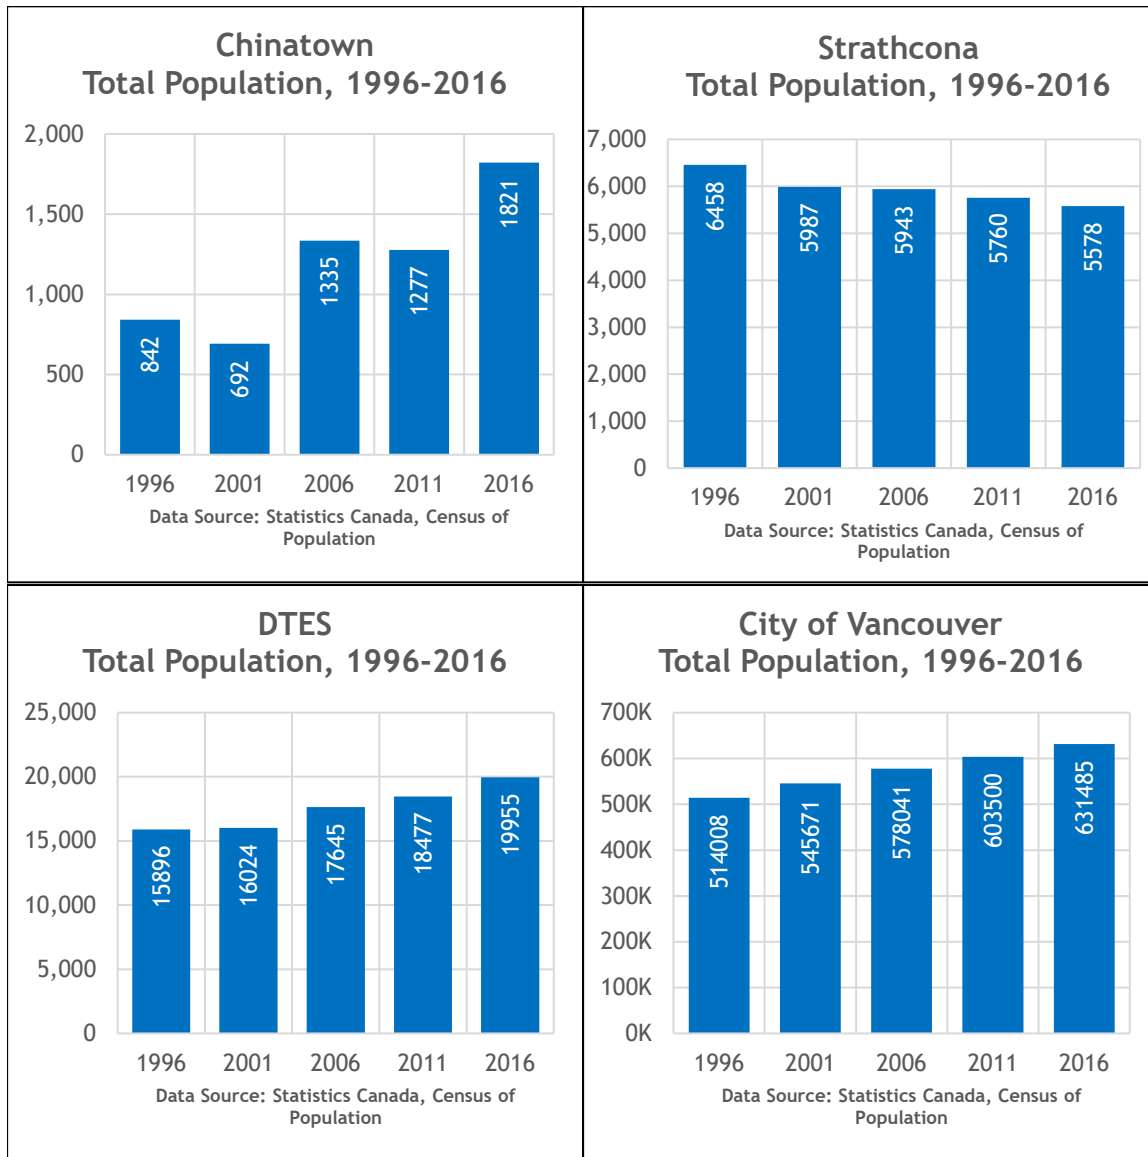 Chinatown
Total Population, 1996-2016
2,000
1,500
1,000
500
0
842
692
1335
1277
1821
1996 2001 2006 2011 2016
Data Source: Statistics Canada, Census of
Population
Strathcona
Total Population, 1996-2016
7,000
6,000
5,000
4,000
3,000
2,000
1,000
0
6458
5987
5943
5760
5578
1996 2001 2006 2011 2016
Data Source: Statistics Canada, Census of
Population
DTES
Total Population, 1996-2016
25,000
20,000
15,000
10,000
5,000
0
15896
16024
17645
18477
19955
1996 2001 2006 2011 2016
Data Source: Statistics Canada, Census of
Population
City of Vancouver
Total Population, 1996-2016
700K
600K
500K
400K
300K
200K
100K
0K
514008
545671
578041
603500
631485
1996 2001 2006 2011 2016
Data Source: Statistics Canada, Census of
Population